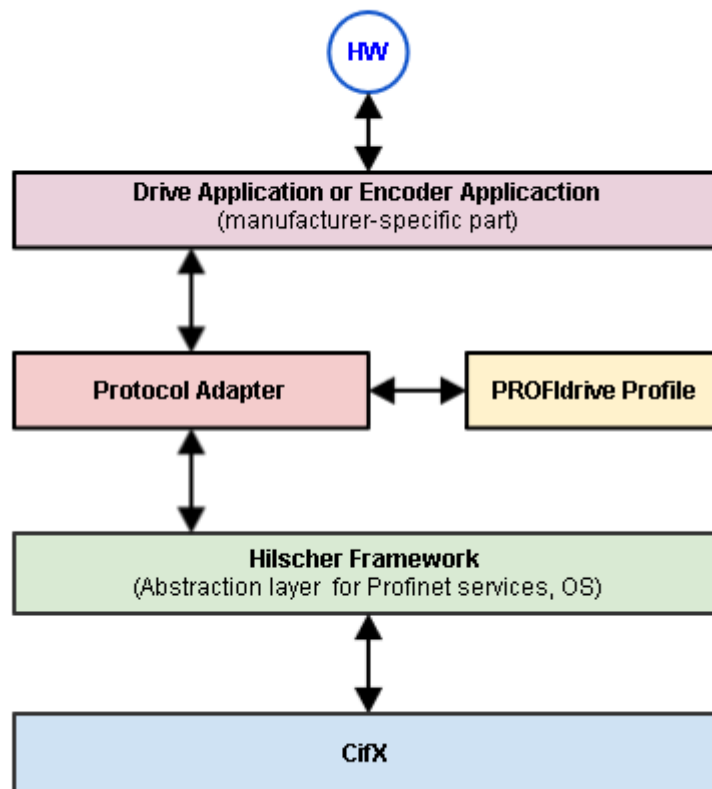 HW
Drive Application or Encoder Applicaction
(manufacturer-specific part)
Protocol Adapter
PROFIdrive Profile
Hilscher Framework
(Abstraction layer for Profinet services, OS)
CifX